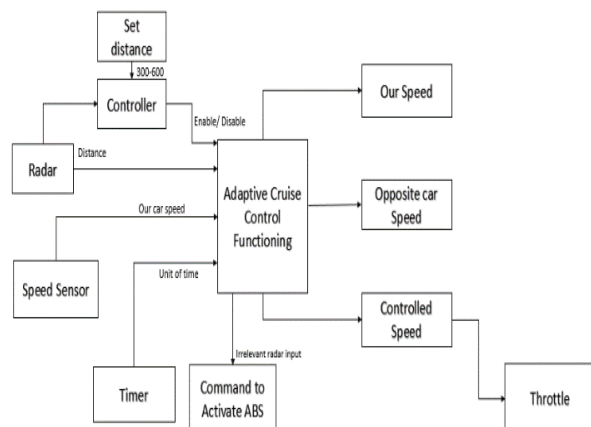 Set
distance
300-600
Controller
Enable/ Disable
Radar
Distance
Our Speed
Adaptive Cruise
Control
Functioning
Opposite car
Speed
Our car speed
Speed Sensor
Unit of time
Controlled
Speed
Irrelevant radar input
Timer
Command to
Activate ABS
Throttle